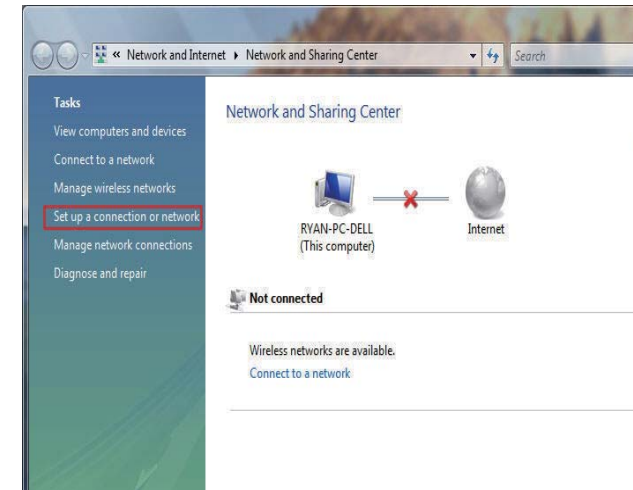 « Network and Internet ▸ Network and Sharing Center
Search
Tasks
View computers and devices
Connect to a network
Manage wireless networks
Set up a connection or network
Manage network connections
Diagnose and repair
Network and Sharing Center
RYAN-PC-DELL
(This computer)
Internet
Not connected
Wireless networks are available.
Connect to a network